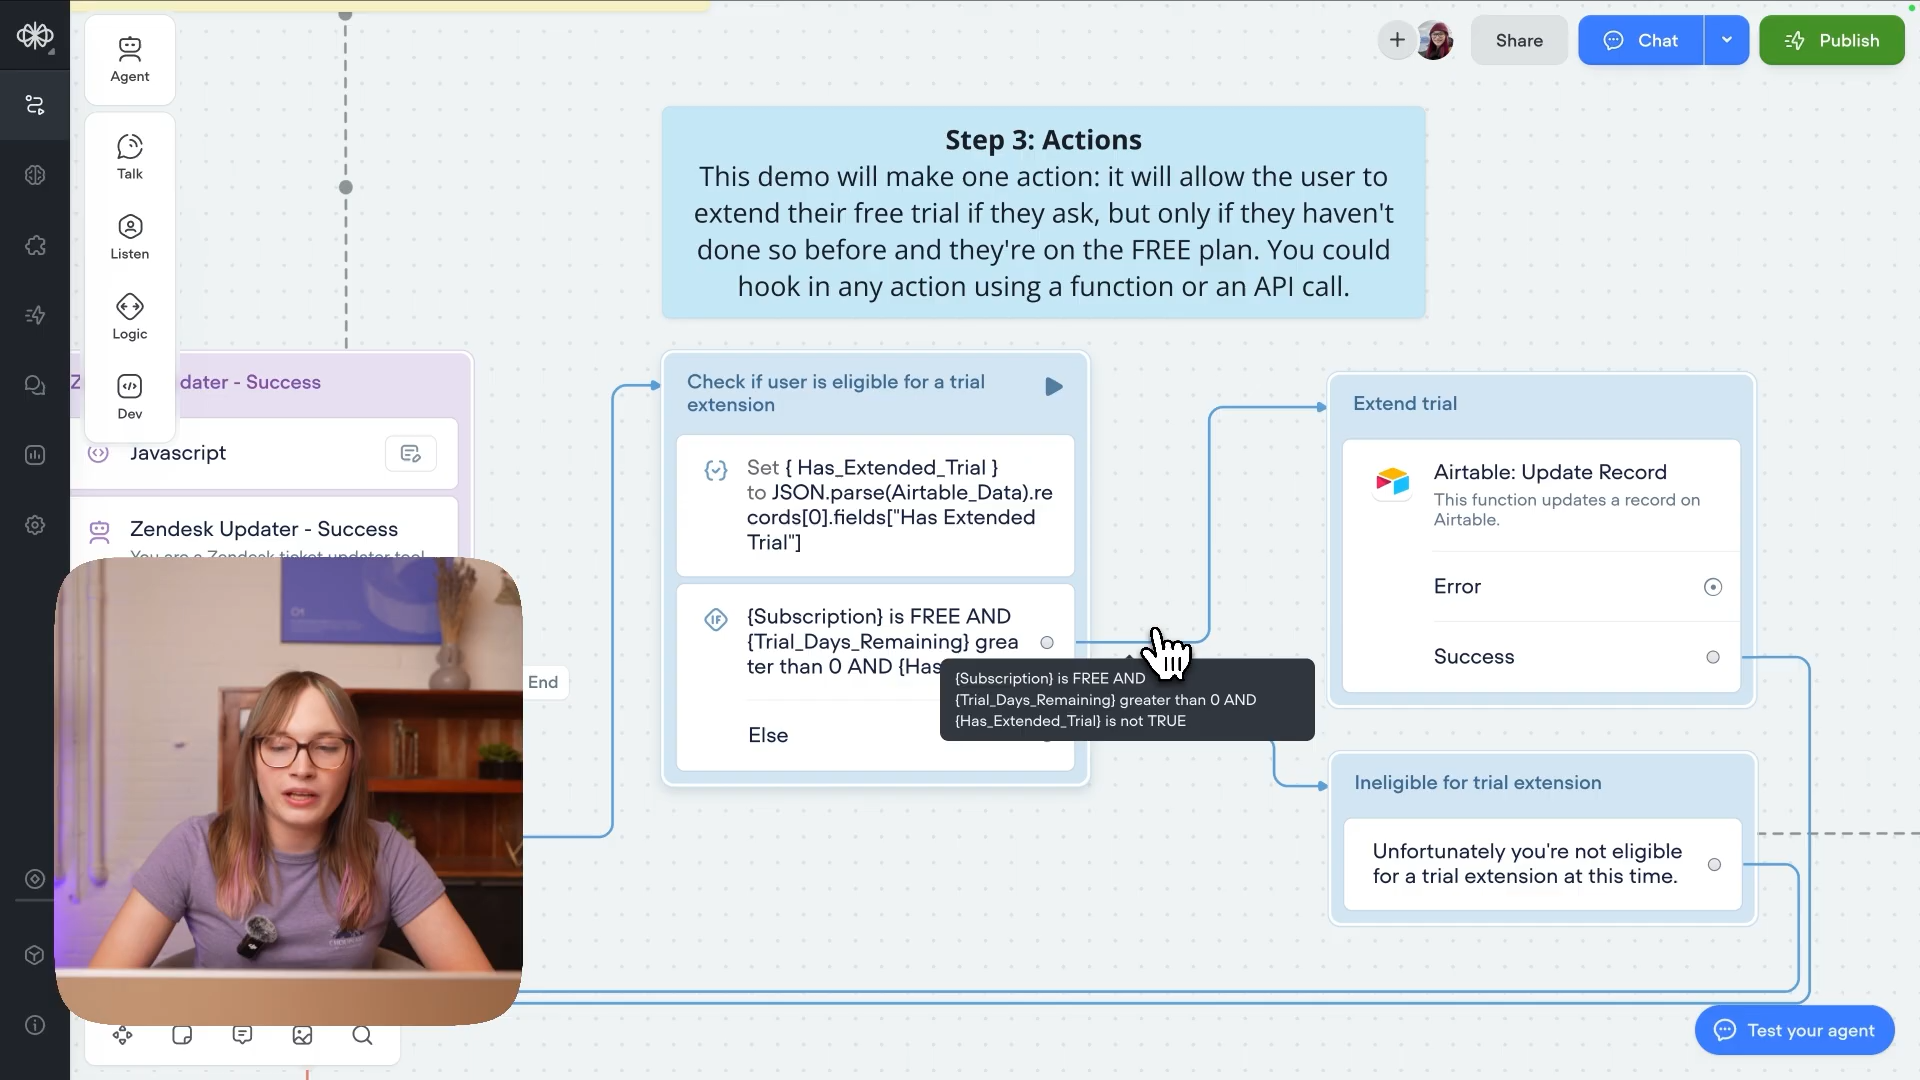 Agent
Talk
Listen
Logic
Dev
Share
Chat
Publish
Step 3: Actions
This demo will make one action: it will allow the user to
extend their free trial if they ask, but only if they haven't
done so before and they're on the FREE plan. You could
hook in any action using a function or an API call.
Z
dater - Success
Javascript
Zendesk Updater - Success
You are a Zendesk ticket updater tool
End
Check if user is eligible for a trial
extension
Set { Has_Extended_Trial }
to JSON.parse(Airtable_Data).re
cords[0].fields["Has Extended
Trial"]
IF
{Subscription} is FREE AND
{Trial_Days_Remaining} grea
ter than 0 AND {Has
Else
{Subscription} is FREE AND
{Trial_Days_Remaining} greater than 0 AND
{Has_Extended_Trial} is not TRUE
Extend trial
Airtable: Update Record
This function updates a record on
Airtable.
Error
Success
Ineligible for trial extension
Unfortunately you're not eligible
for a trial extension at this time.
Test your agent